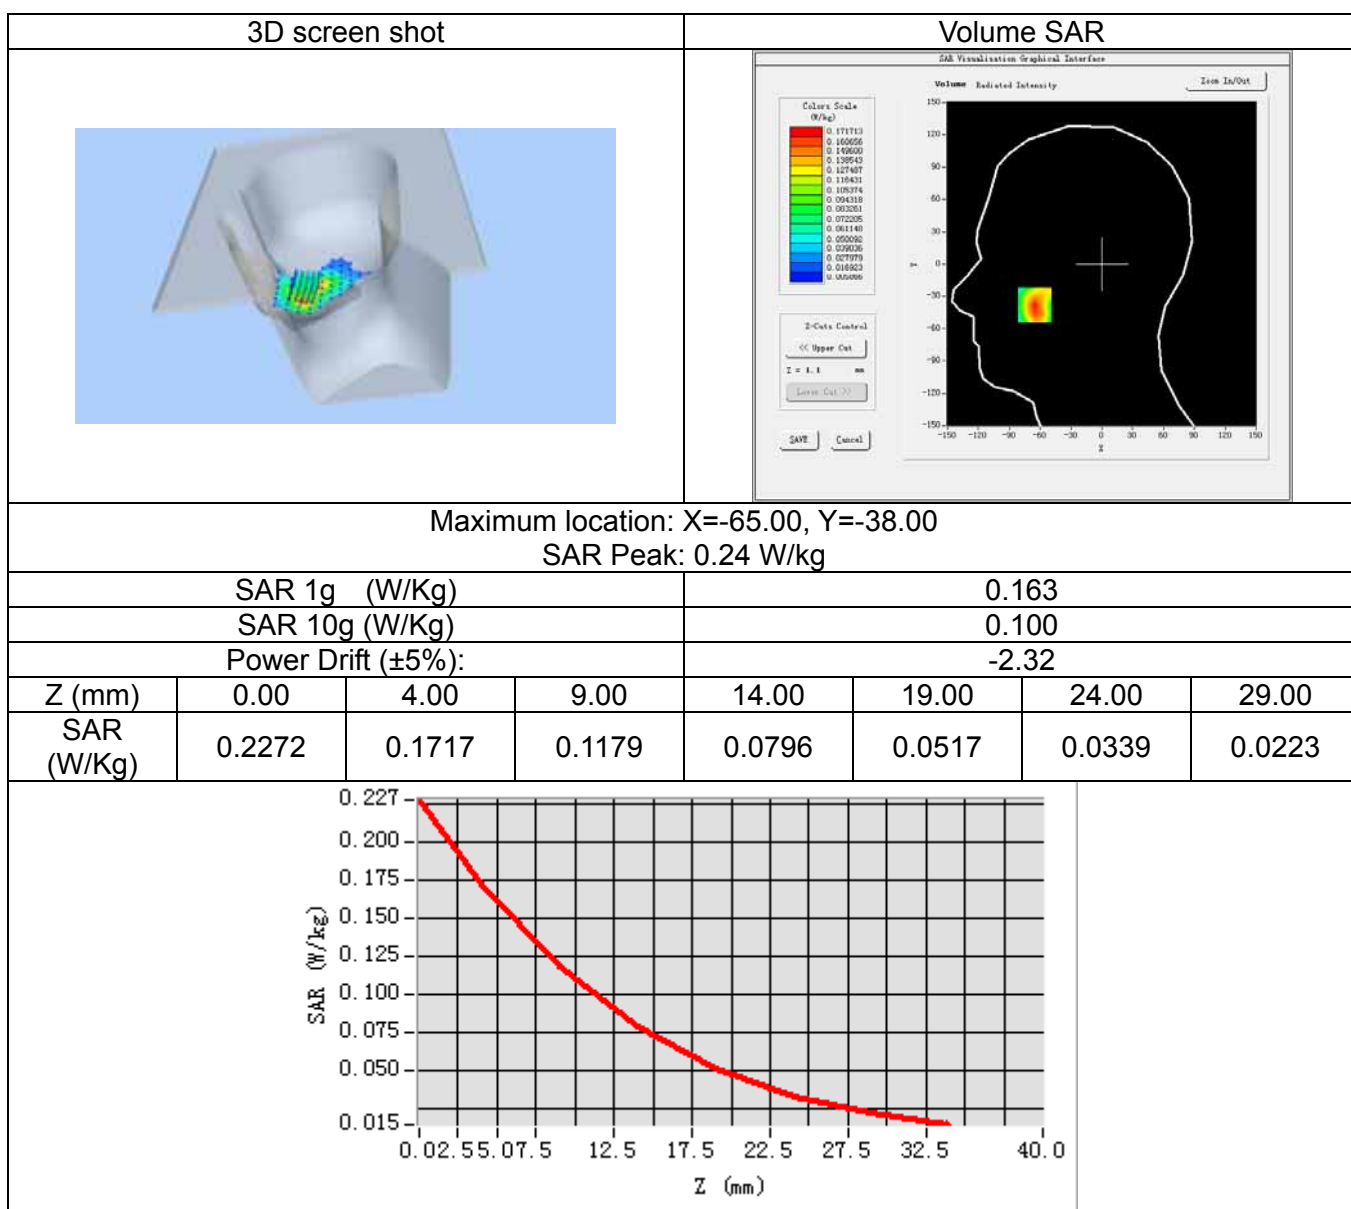 3D screen shot
Volume SAR
SAR Visualisation Graphical Interface
Volume Radiated Intensity
Zoom In/Out
Colors Scale
(W/kg)
0.171713
0.160656
0.149600
0.138543
0.127487
0.116431
0.105374
0.094318
0.083261
0.072205
0.061148
0.050092
0.039036
0.027979
0.016923
Z-Cuts Control
<< Upper Cut
Z = 1.1 mm
Lower Cut >>
SAVE
Cancel
150
120
90
60
30
0
-30
-60
-90
-120
-150
Y
-150 -120 -90 -60 -30 0 30 60 90 120 150
X
Maximum location: X=-65.00, Y=-38.00
SAR Peak: 0.24 W/kg
SAR 1g (W/Kg) 0.163
SAR 10g (W/Kg) 0.100
Power Drift (±5%): -2.32
Z (mm) 0.00 4.00 9.00 14.00 19.00 24.00 29.00
SAR (W/Kg) 0.2272 0.1717 0.1179 0.0796 0.0517 0.0339 0.0223
0.227
0.200
0.175
0.150
0.125
0.100
0.075
0.050
0.015
SAR (W/kg)
0.0 2.5 5.0 7.5 12.5 17.5 22.5 27.5 32.5 40.0
Z (mm)